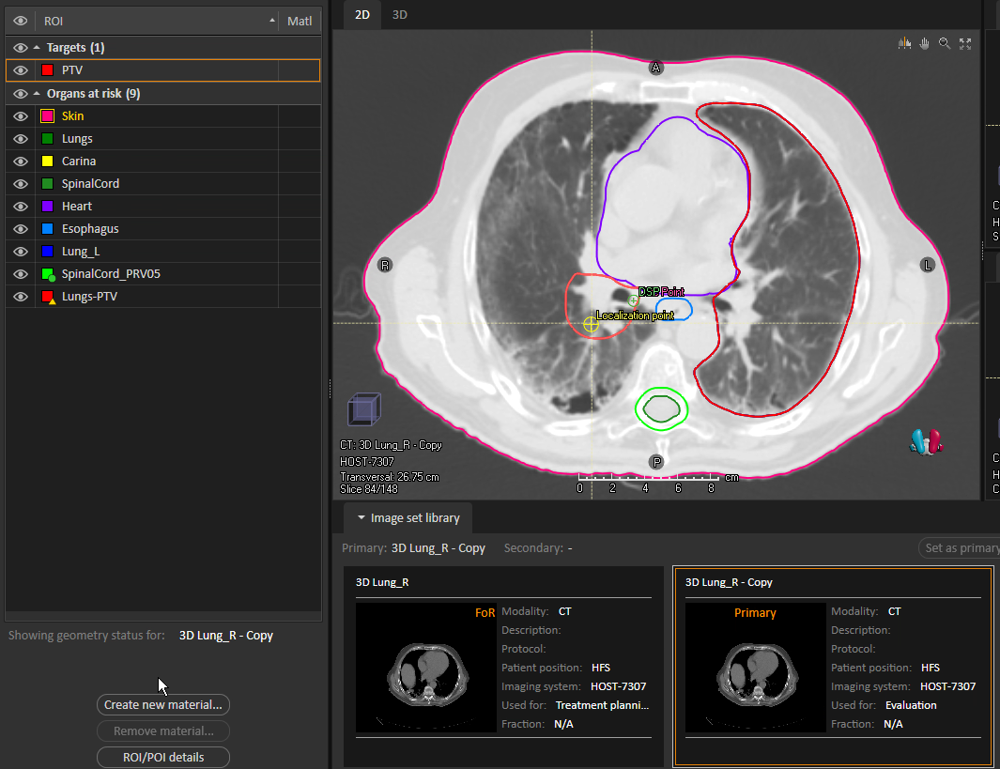 ROI Matl
Targets (1)
PTV
Organs at risk (9)
Skin
Lungs
Carina
SpinalCord
Heart
Esophagus
Lung_L
SpinalCord_PRV05
Lungs-PTV
Showing geometry status for: 3D Lung_R - Copy
Create new material...
Remove material...
ROI/POI details
2D 3D
A
R
L
DSP Point
Localization point
P
CT: 3D Lung_R - Copy
HOST-7307
Transversal: 26.75 cm
Slice 84/148
0 2 4 6 8 cm
C
H
S
C
H
C
Image set library
Primary: 3D Lung_R - Copy Secondary: -
Set as primary
3D Lung_R
FoR
Modality: CT
Description:
Protocol:
Patient position: HFS
Imaging system: HOST-7307
Used for: Treatment planni...
Fraction: N/A
3D Lung_R - Copy
Primary
Modality: CT
Description:
Protocol:
Patient position: HFS
Imaging system: HOST-7307
Used for: Evaluation
Fraction: N/A